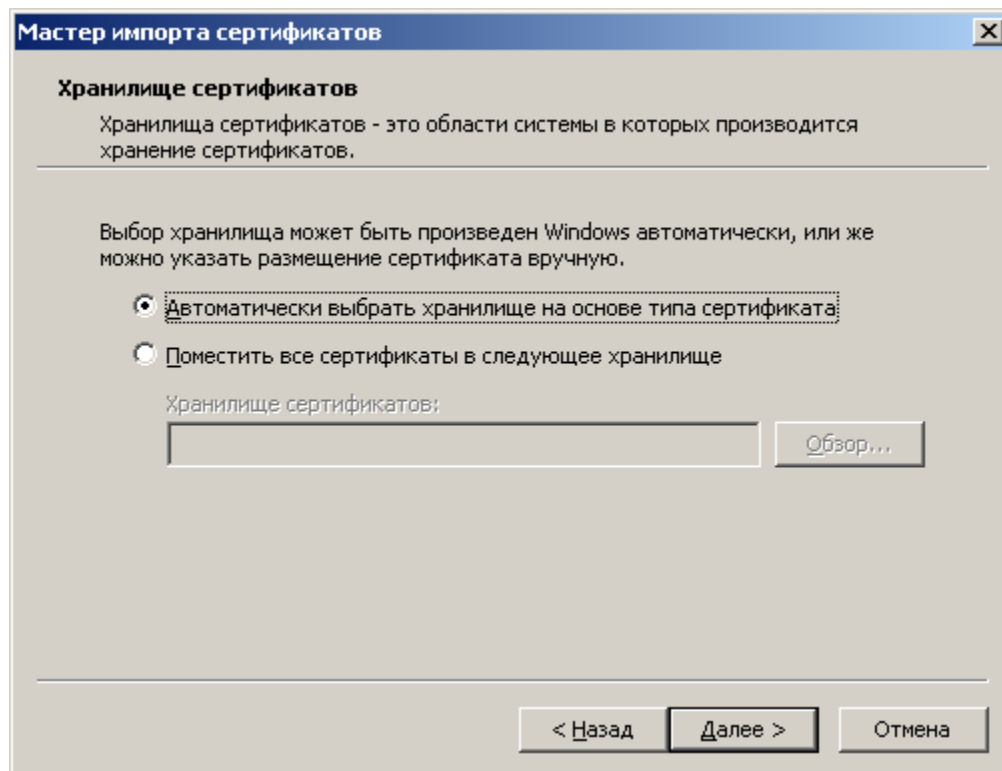 Мастер импорта сертификатов
Хранилище сертификатов
Хранилища сертификатов - это области системы в которых производится
хранение сертификатов.
Выбор хранилища может быть произведен Windows автоматически, или же
можно указать размещение сертификата вручную.
Автоматически выбрать хранилище на основе типа сертификата
Поместить все сертификаты в следующее хранилище
Хранилище сертификатов:
Обзор...
< Назад
Далее >
Отмена